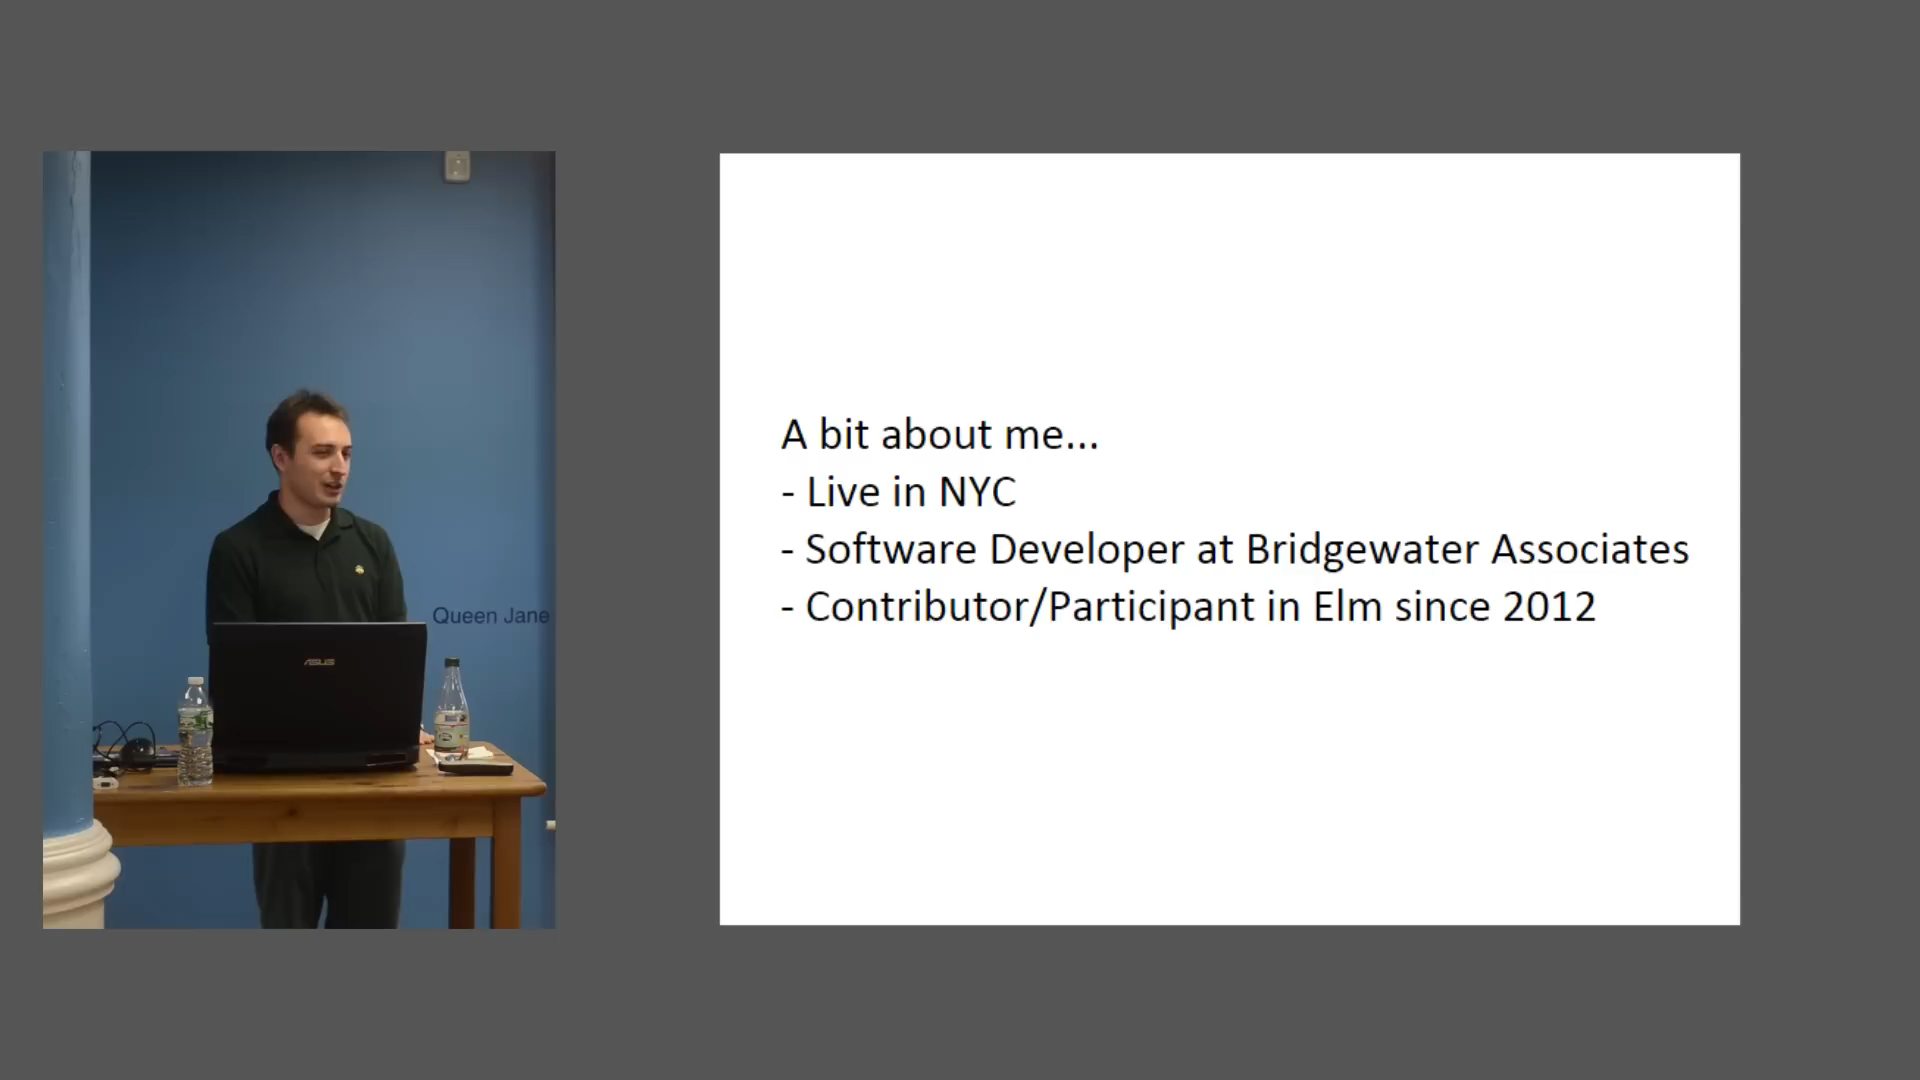 A bit about me...
- Live in NYC
- Software Developer at Bridgewater Associates
- Contributor/Participant in Elm since 2012
Queen Jane
ASUS